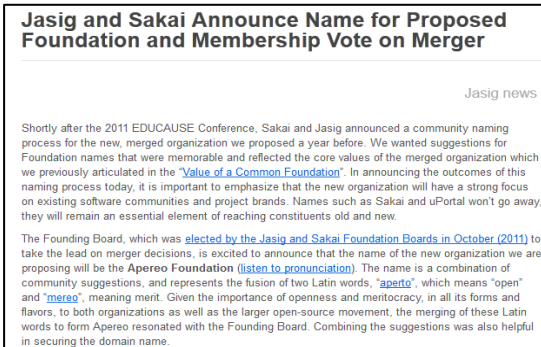 Jasig and Sakai Announce Name for Proposed
Foundation and Membership Vote on Merger
Jasig news
Shortly after the 2011 EDUCAUSE Conference, Sakai and Jasig announced a community naming
process for the new, merged organization we proposed a year before. We wanted suggestions for
Foundation names that were memorable and reflected the core values of the merged organization which
we previously articulated in the "Value of a Common Foundation". In announcing the outcomes of this
naming process today, it is important to emphasize that the new organization will have a strong focus
on existing software communities and project brands. Names such as Sakai and uPortal won't go away,
they will remain an essential element of reaching constituents old and new.
The Founding Board, which was elected by the Jasig and Sakai Foundation Boards in October (2011) to
take the lead on merger decisions, is excited to announce that the name of the new organization we are
proposing will be the Apereo Foundation (listen to pronunciation). The name is a combination of
community suggestions, and represents the fusion of two Latin words, "aperto", which means "open"
and "mereo", meaning merit. Given the importance of openness and meritocracy, in all its forms and
flavors, to both organizations as well as the larger open-source movement, the merging of these Latin
words to form Apereo resonated with the Founding Board. Combining the suggestions was also helpful
in securing the domain name.